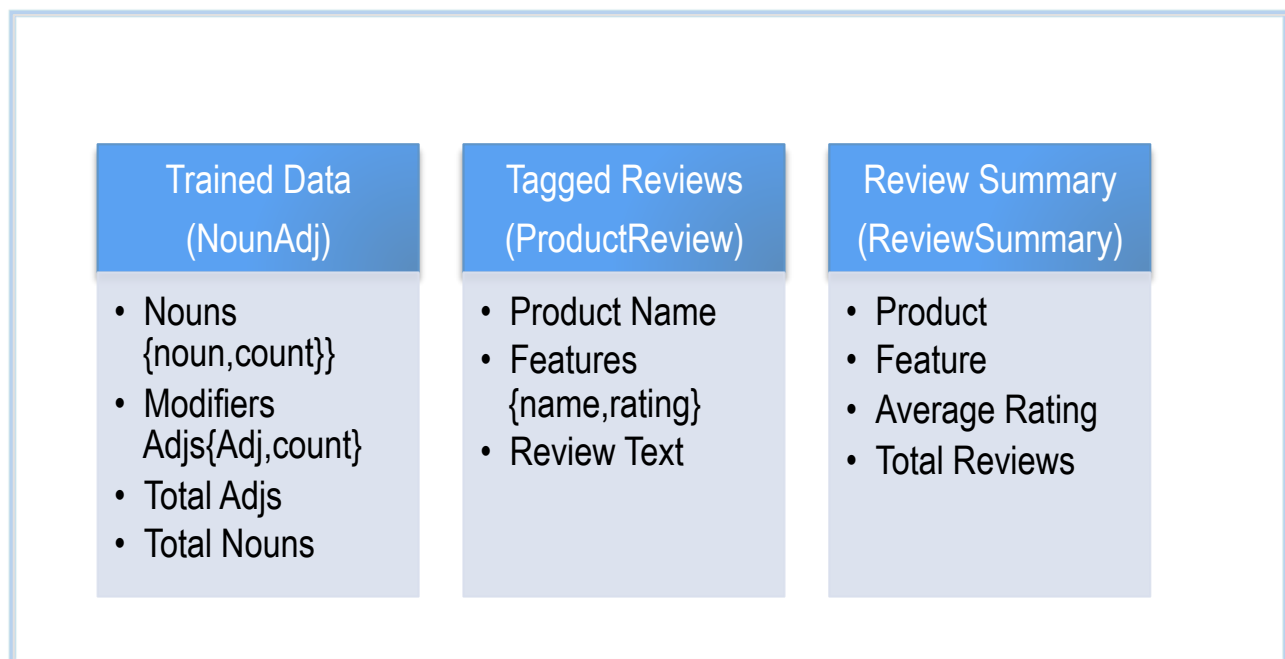 Trained Data
(NounAdj)
• Nouns
{noun,count}}
• Modifiers
Adjs{Adj,count}
• Total Adjs
• Total Nouns
Tagged Reviews
(ProductReview)
• Product Name
• Features
{name,rating}
• Review Text
Review Summary
(ReviewSummary)
• Product
• Feature
• Average Rating
• Total Reviews